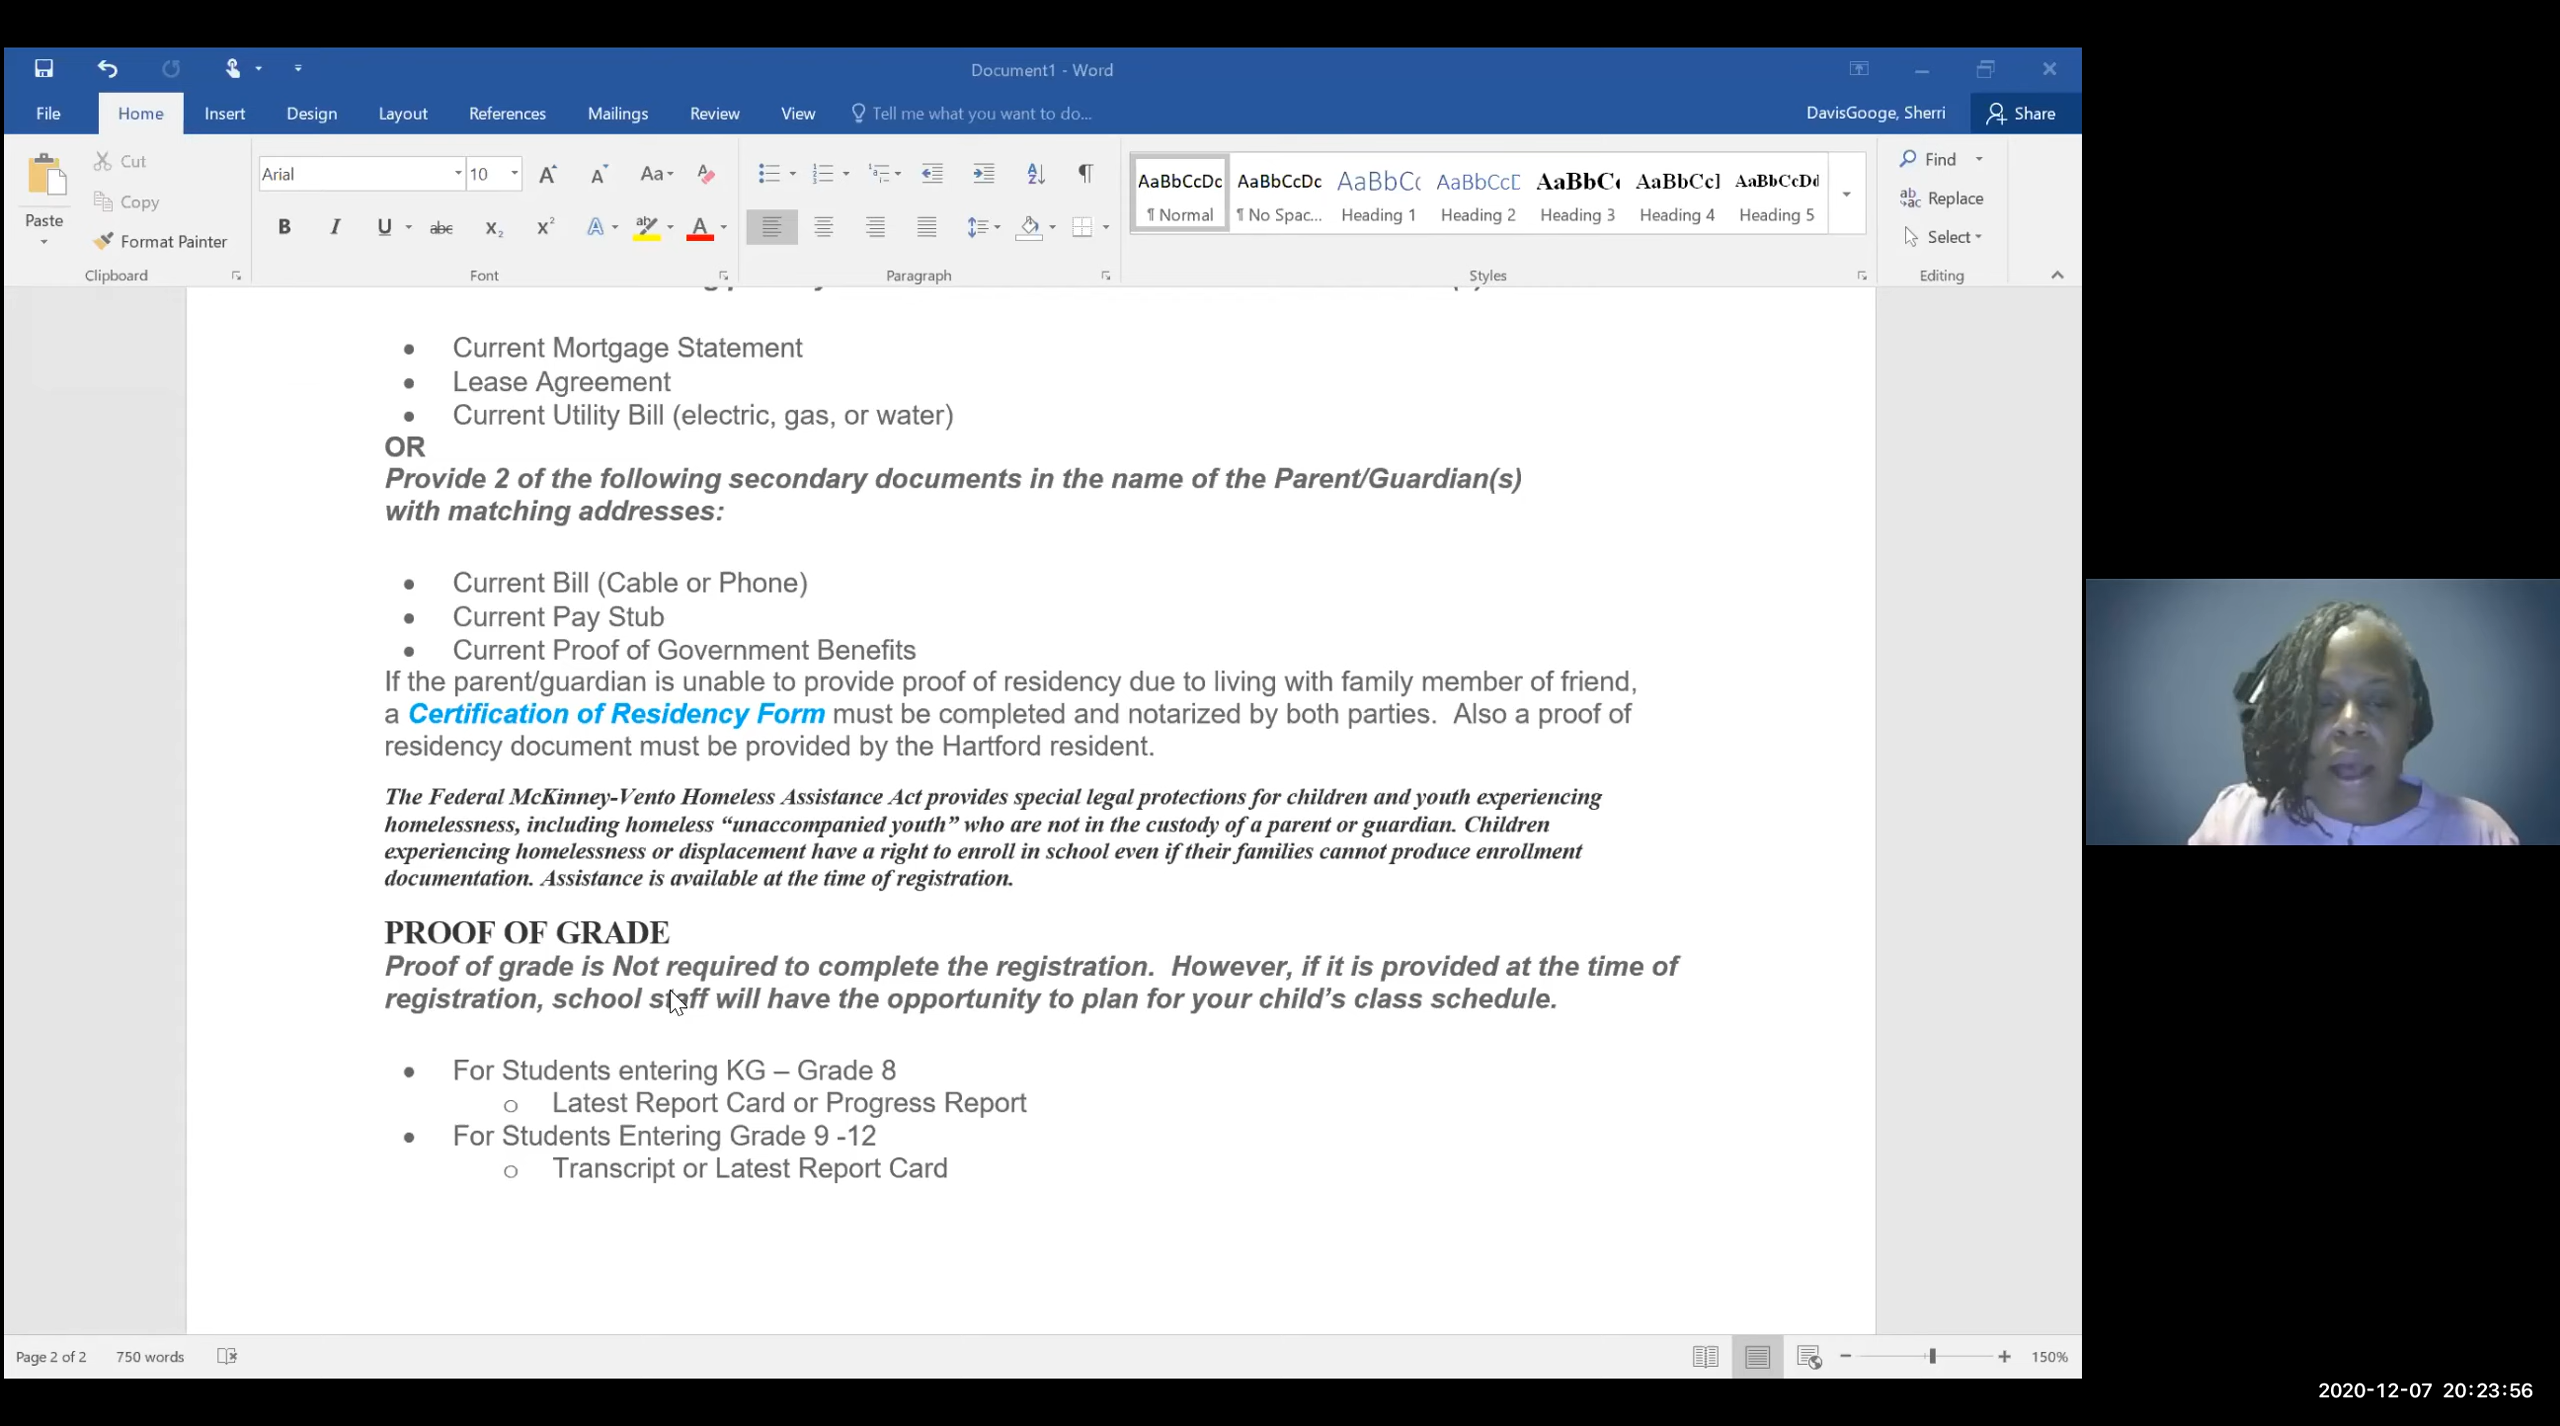 Document1 - Word
File Home Insert Design Layout References Mailings Review View Tell me what you want to do... DavisGooge, Sherri Share
Paste
Cut
Copy
Format Painter
Clipboard
Arial 10
Font
Paragraph
AaBbCcDc AaBbCcDc AaBbC AaBbCcD AaBbC AaBbCc AaBbCcDd
¶ Normal ¶ No Spac... Heading 1 Heading 2 Heading 3 Heading 4 Heading 5
Styles
Find
Replace
Select
Editing
• Current Mortgage Statement
• Lease Agreement
• Current Utility Bill (electric, gas, or water)
OR
Provide 2 of the following secondary documents in the name of the Parent/Guardian(s)
with matching addresses:
• Current Bill (Cable or Phone)
• Current Pay Stub
• Current Proof of Government Benefits
If the parent/guardian is unable to provide proof of residency due to living with family member of friend,
a Certification of Residency Form must be completed and notarized by both parties.  Also a proof of
residency document must be provided by the Hartford resident.
The Federal McKinney-Vento Homeless Assistance Act provides special legal protections for children and youth experiencing
homelessness, including homeless “unaccompanied youth” who are not in the custody of a parent or guardian. Children
experiencing homelessness or displacement have a right to enroll in school even if their families cannot produce enrollment
documentation. Assistance is available at the time of registration.
PROOF OF GRADE
Proof of grade is Not required to complete the registration.  However, if it is provided at the time of
registration, school staff will have the opportunity to plan for your child’s class schedule.
• For Students entering KG – Grade 8
o Latest Report Card or Progress Report
• For Students Entering Grade 9 -12
o Transcript or Latest Report Card
Page 2 of 2 750 words 150%
2020-12-07 20:23:56